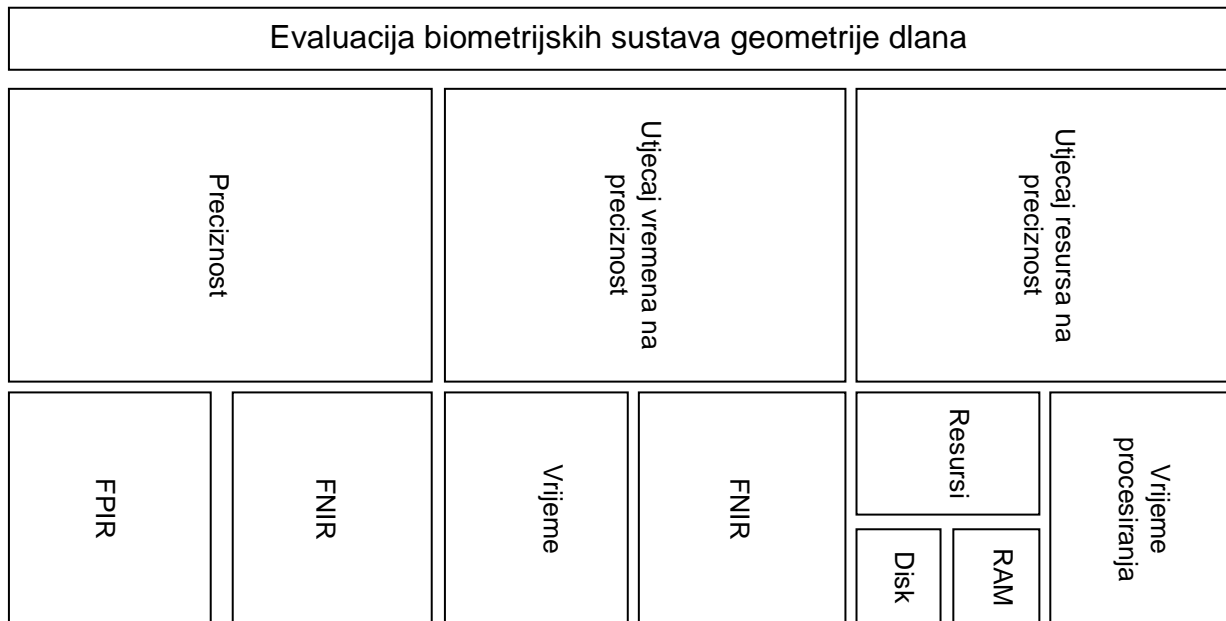 Evaluacija biometrijskih sustava geometrije dlana
Preciznost
Utjecaj vremena na
preciznost
Utjecaj resursa na
preciznost
FPIR
FNIR
Vrijeme
FNIR
Resursi
Disk
RAM
Vrijeme
procesiranja